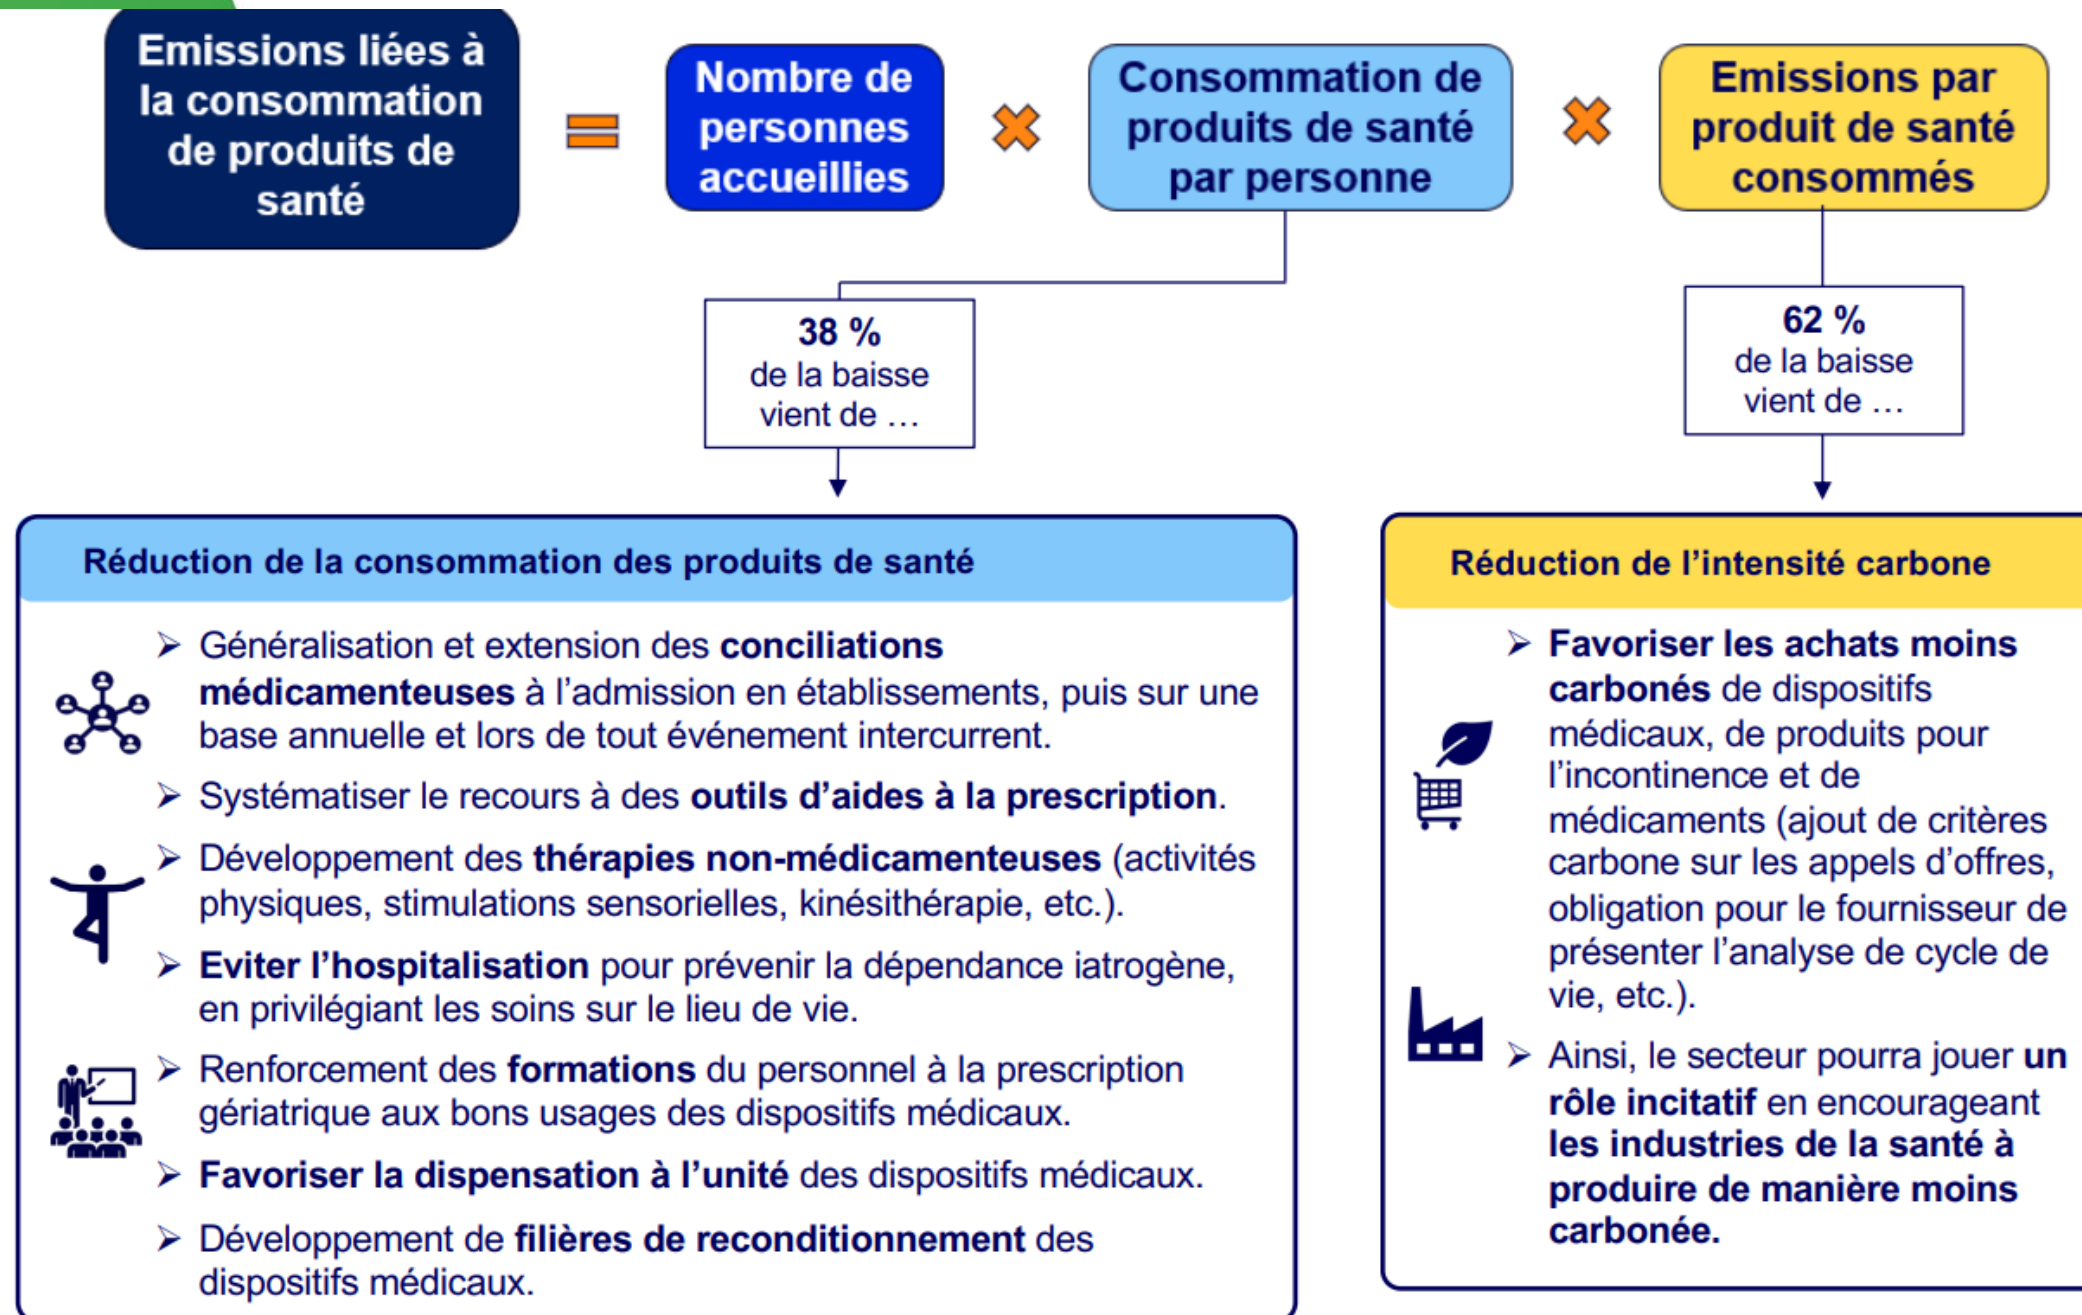 Emissions liées à
la consommation
de produits de
santé
=
Nombre de
personnes
accueillies
×
Consommation de
produits de santé
par personne
×
Emissions par
produit de santé
consommés
38 %
de la baisse
vient de …
62 %
de la baisse
vient de …
Réduction de la consommation des produits de santé
➢ Généralisation et extension des conciliations
médicamenteuses à l’admission en établissements, puis sur une
base annuelle et lors de tout événement intercurrent.
➢ Systématiser le recours à des outils d’aides à la prescription.
➢ Développement des thérapies non-médicamenteuses (activités
physiques, stimulations sensorielles, kinésithérapie, etc.).
➢ Eviter l’hospitalisation pour prévenir la dépendance iatrogène,
en privilégiant les soins sur le lieu de vie.
➢ Renforcement des formations du personnel à la prescription
gériatrique aux bons usages des dispositifs médicaux.
➢ Favoriser la dispensation à l’unité des dispositifs médicaux.
➢ Développement de filières de reconditionnement des
dispositifs médicaux.
Réduction de l’intensité carbone
➢ Favoriser les achats moins
carbonés de dispositifs
médicaux, de produits pour
l’incontinence et de
médicaments (ajout de critères
carbone sur les appels d’offres,
obligation pour le fournisseur de
présenter l’analyse de cycle de
vie, etc.).
➢ Ainsi, le secteur pourra jouer un
rôle incitatif en encourageant
les industries de la santé à
produire de manière moins
carbonée.